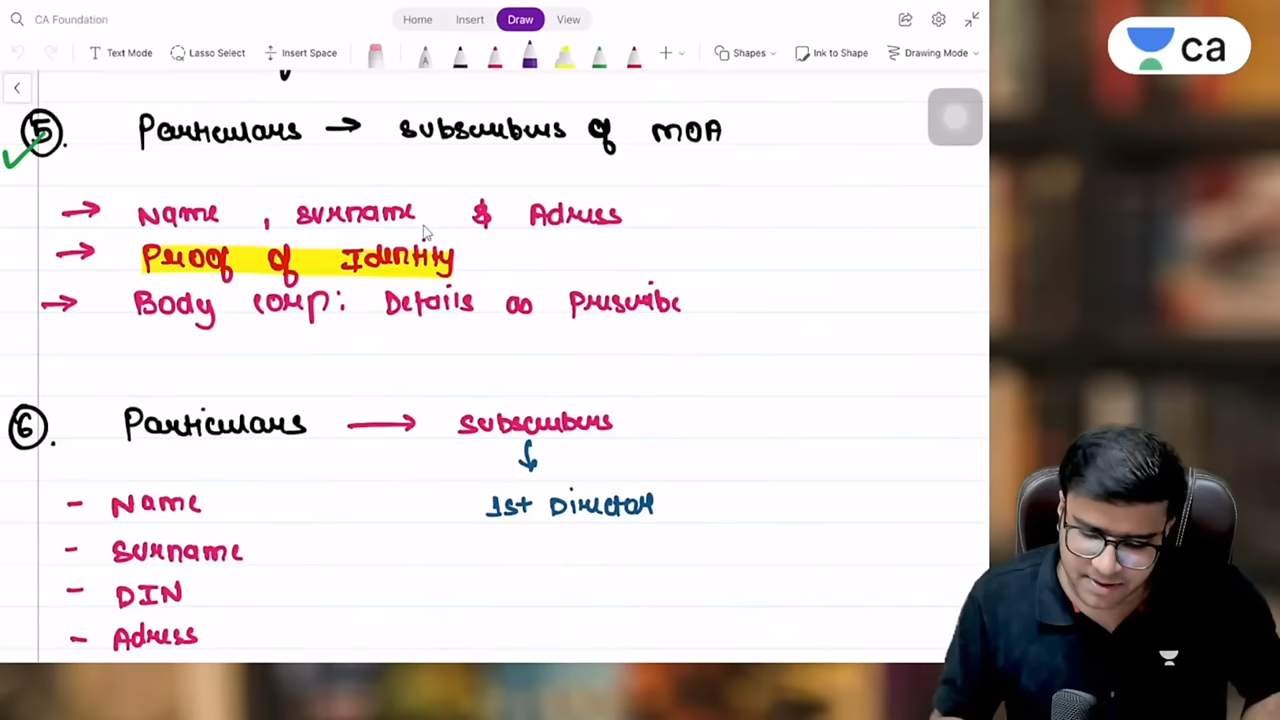 CA Foundation
Home Insert Draw View
Text Mode Lasso Select Insert Space Shapes Ink to Shape Drawing Mode
ca
5. Particulars → subscribers of MOA
→ Name , surname & Adress
→ Proof of Identity
→ Body corp: Details as Prescribe
6. Particulars → subscribers
↓
- Name 1st Director
- surname
- DIN
- Adress